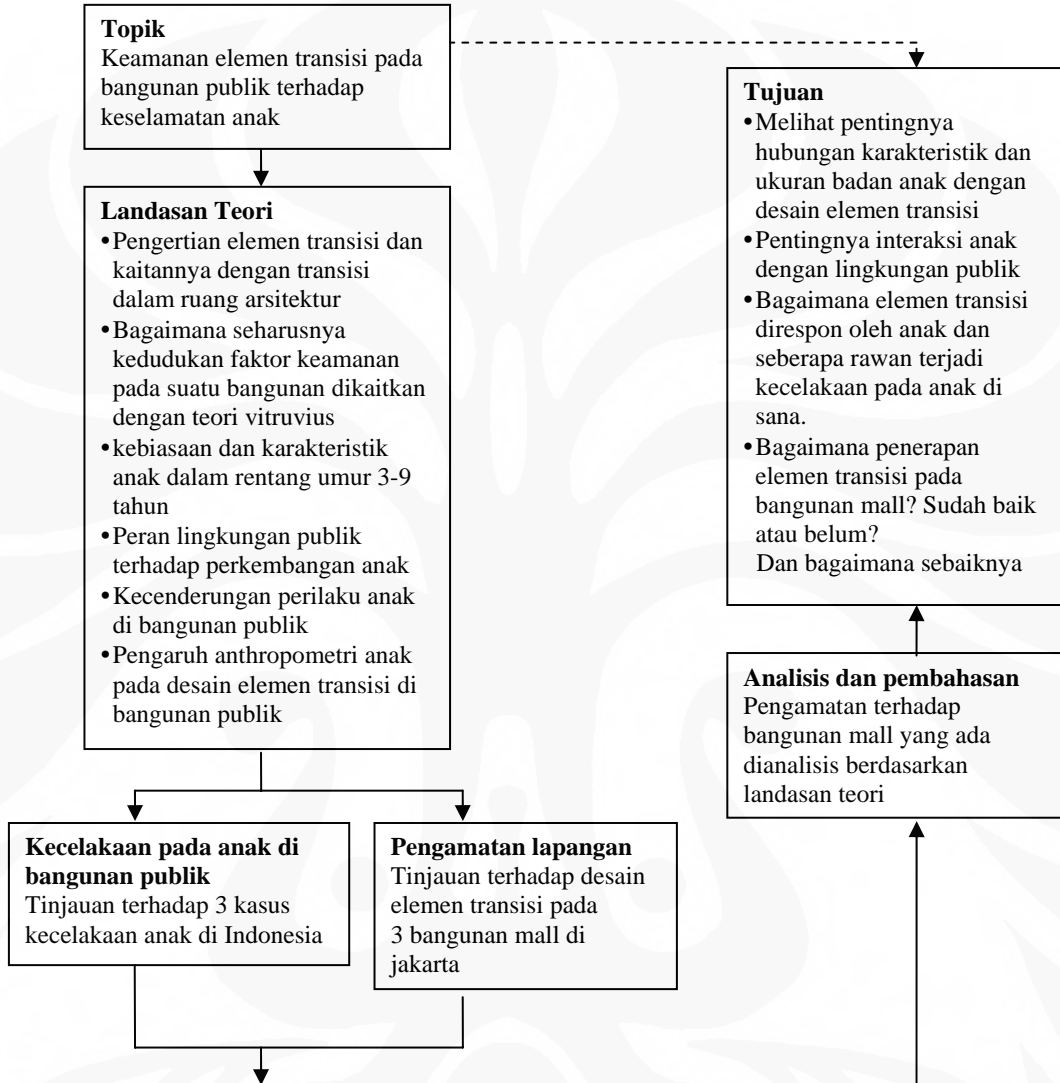 Topik
Keamanan elemen transisi pada
bangunan publik terhadap
keselamatan anak
Landasan Teori
•Pengertian elemen transisi dan
kaitannya dengan transisi
dalam ruang arsitektur
•Bagaimana seharusnya
kedudukan faktor keamanan
pada suatu bangunan dikaitkan
dengan teori vitruvius
•kebiasaan dan karakteristik
anak dalam rentang umur 3-9
tahun
•Peran lingkungan publik
terhadap perkembangan anak
•Kecenderungan perilaku anak
di bangunan publik
•Pengaruh anthropometri anak
pada desain elemen transisi di
bangunan publik
Kecelakaan pada anak di
bangunan publik
Tinjauan terhadap 3 kasus
kecelakaan anak di Indonesia
Pengamatan lapangan
Tinjauan terhadap desain
elemen transisi pada
3 bangunan mall di
jakarta
Analisis dan pembahasan
Pengamatan terhadap
bangunan mall yang ada
dianalisis berdasarkan
landasan teori
Tujuan
•Melihat pentingnya
hubungan karakteristik dan
ukuran badan anak dengan
desain elemen transisi
•Pentingnya interaksi anak
dengan lingkungan publik
•Bagaimana elemen transisi
direspon oleh anak dan
seberapa rawan terjadi
kecelakaan pada anak di
sana.
•Bagaimana penerapan
elemen transisi pada
bangunan mall? Sudah baik
atau belum?
Dan bagaimana sebaiknya